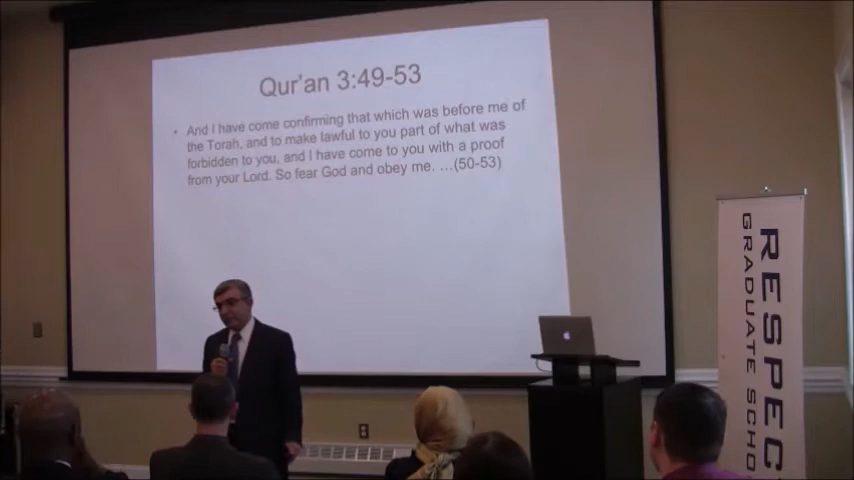 Qur'an 3:49-53
• And I have come confirming that which was before me of
the Torah, and to make lawful to you part of what was
forbidden to you, and I have come to you with a proof
from your Lord. So fear God and obey me. …(50-53)
RESPECT
GRADUATE SCHO